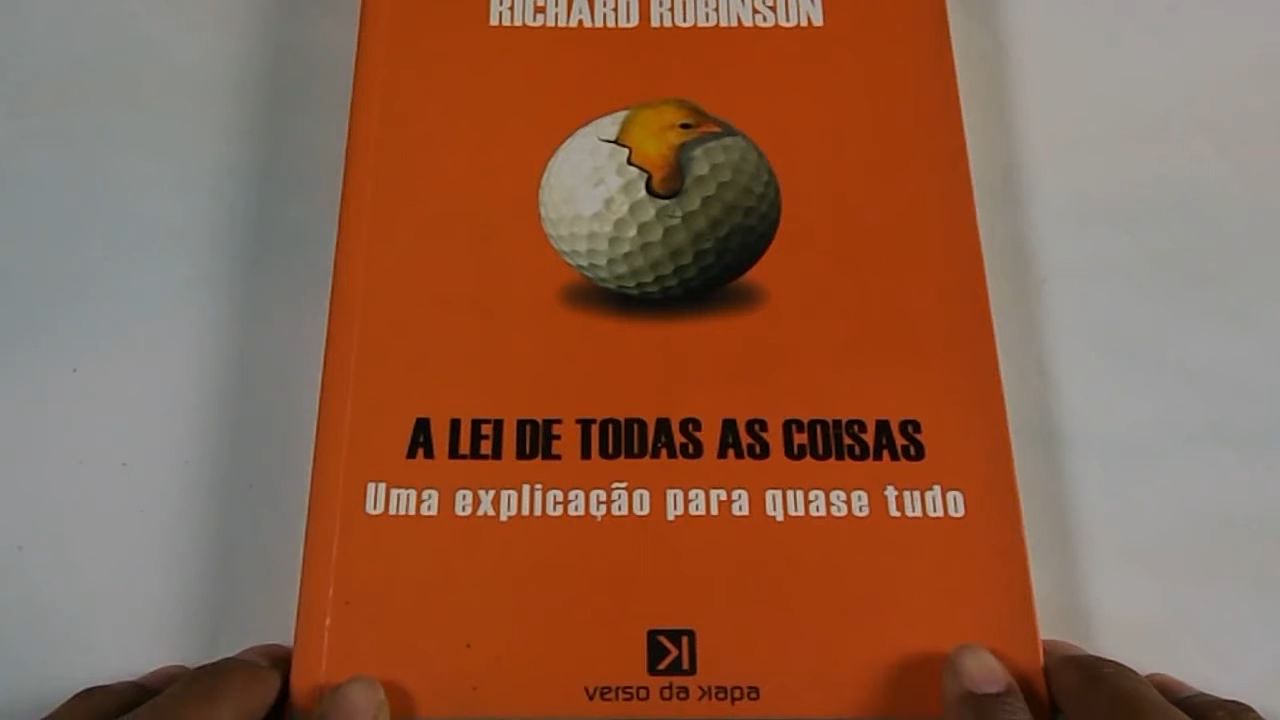 RICHARD ROBINSON
A LEI DE TODAS AS COISAS
Uma explicação para quase tudo
K
verso da kapa